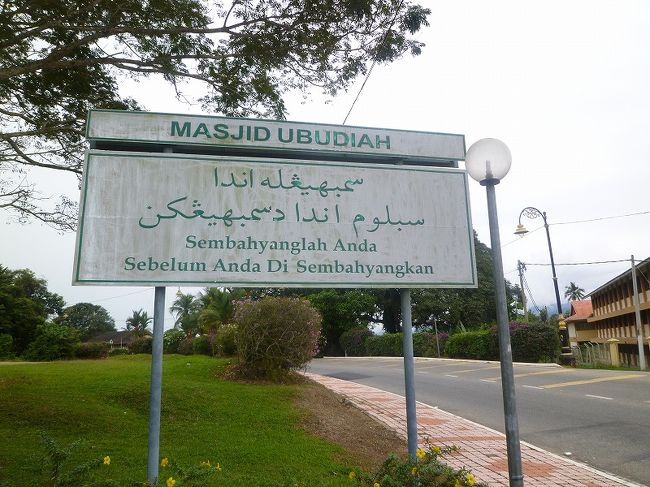 MASJID UBUDIAH
سمبهيڠله اندا
سبلوم اندا دسمبهيڠکن
Sembahyanglah Anda
Sebelum Anda Di Sembahyangkan